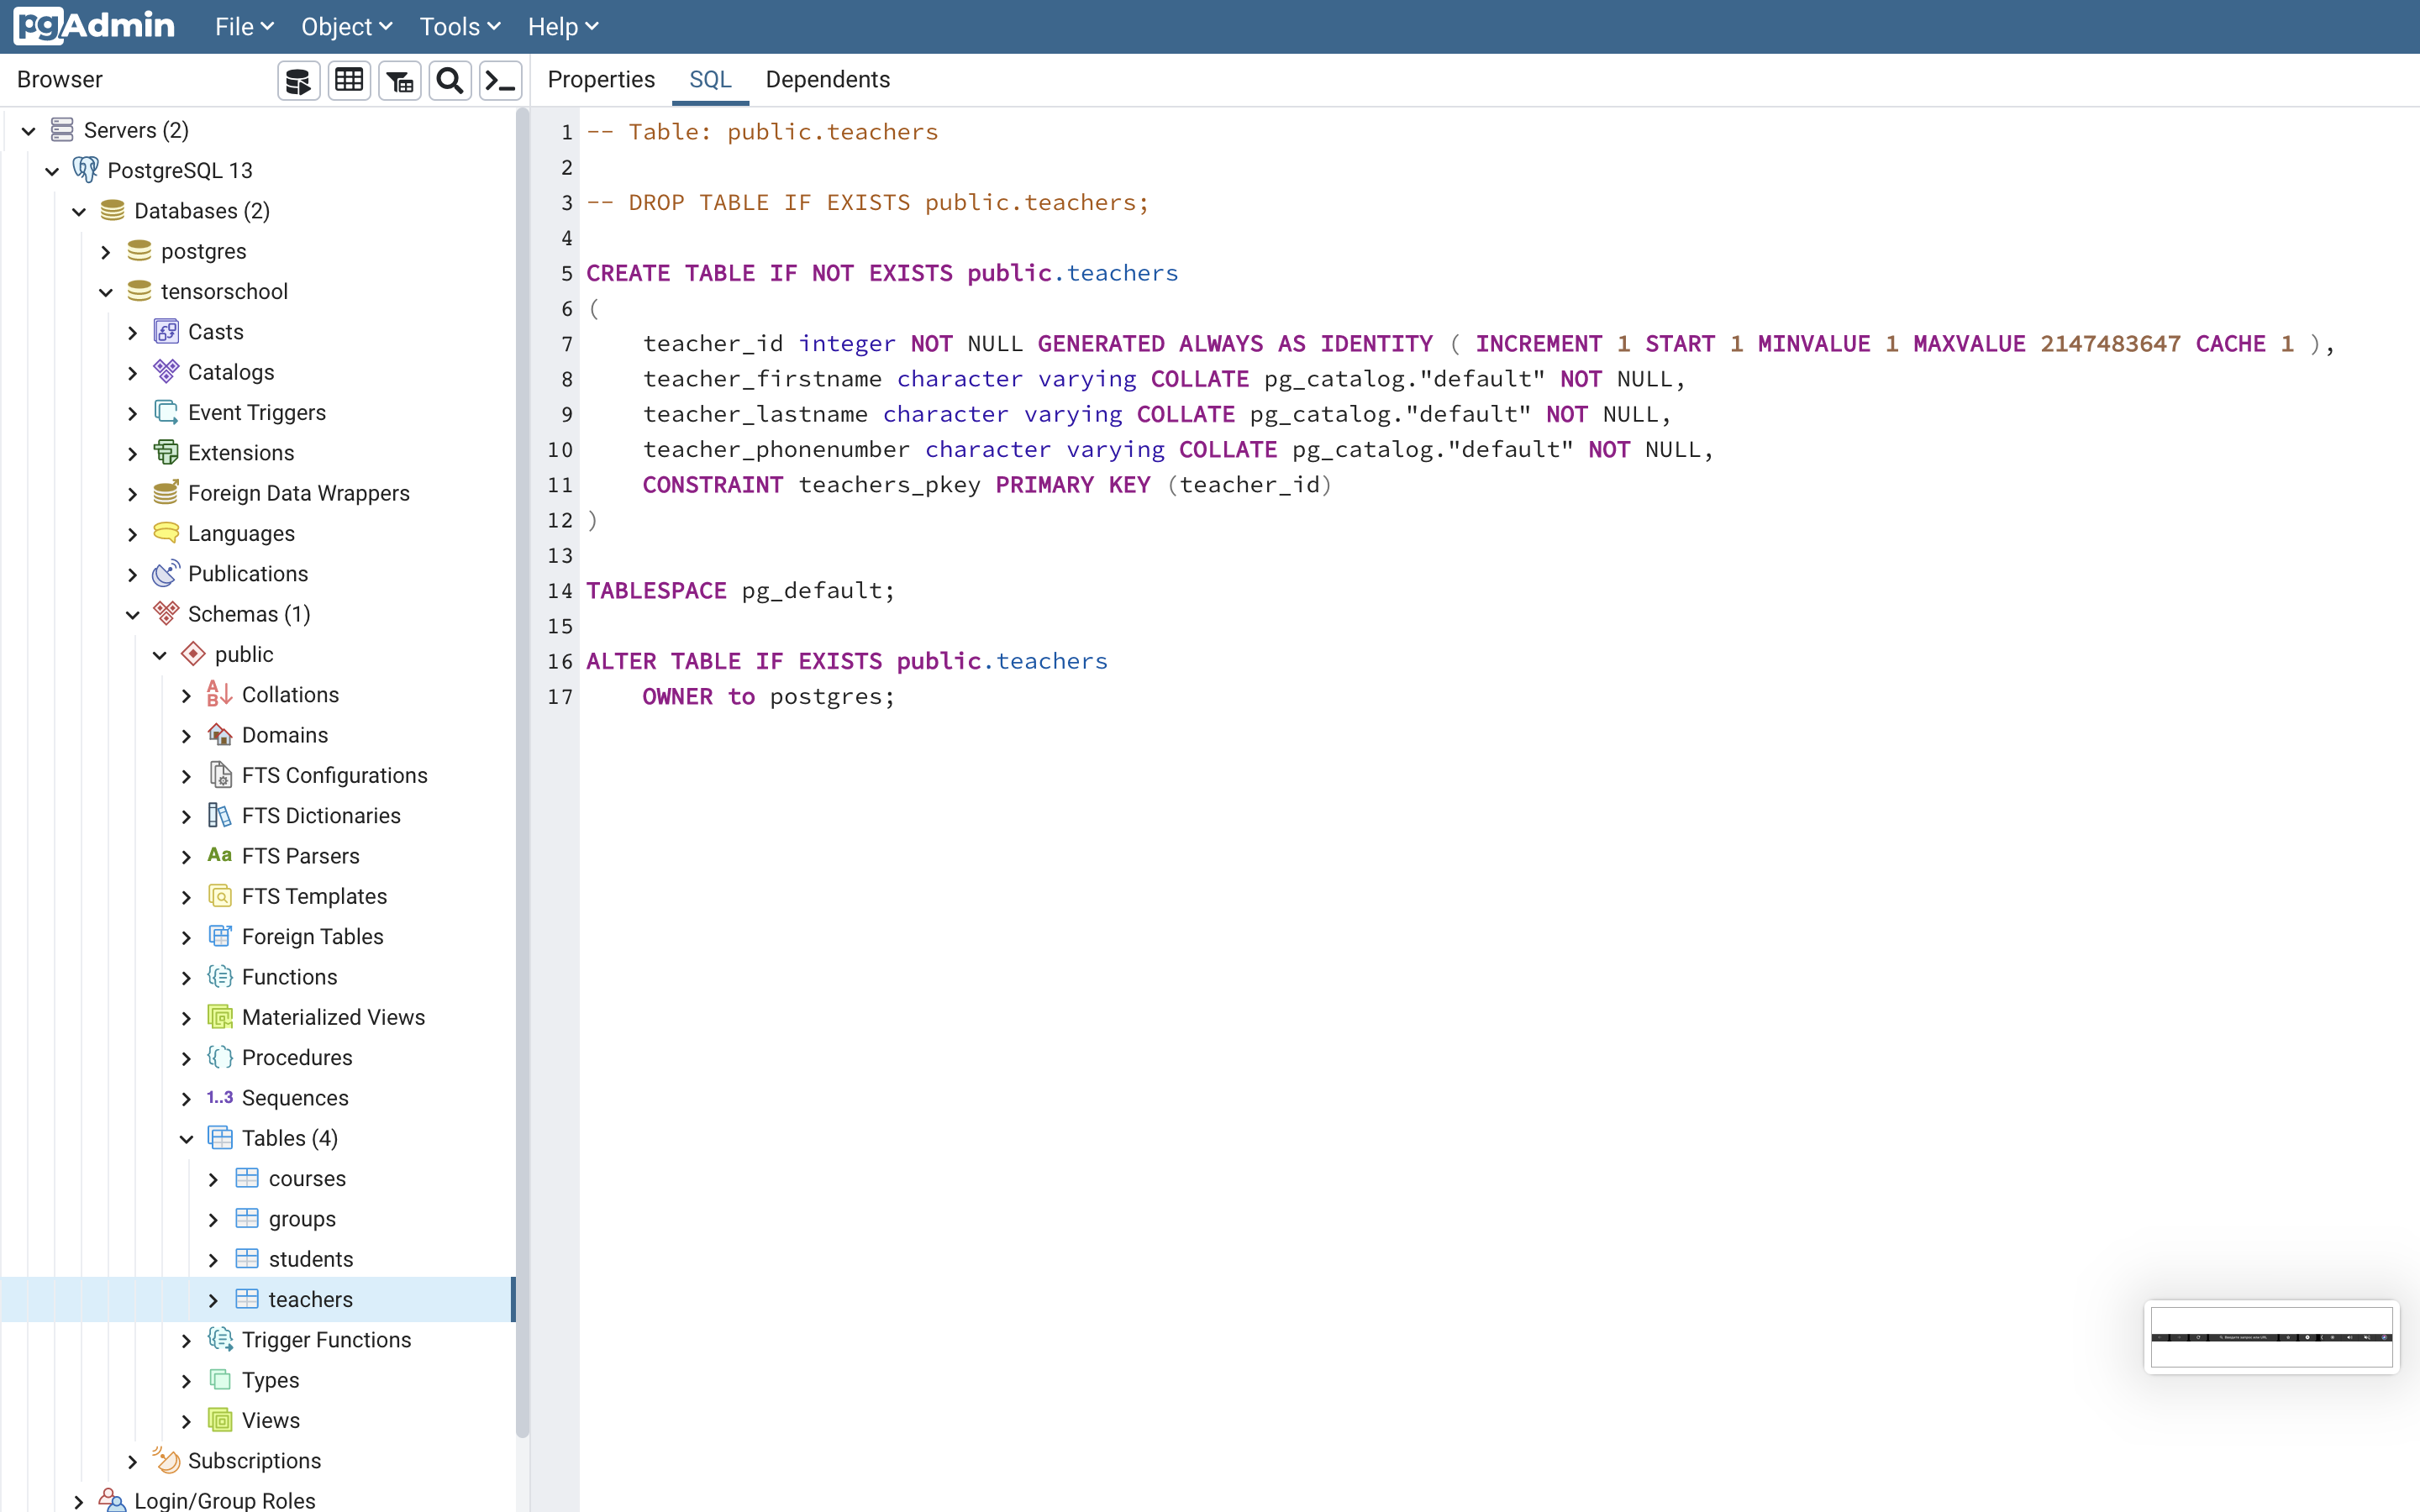 pgAdmin File Object Tools Help
Browser
Properties SQL Dependents
Servers (2)
PostgreSQL 13
Databases (2)
postgres
tensorschool
Casts
Catalogs
Event Triggers
Extensions
Foreign Data Wrappers
Languages
Publications
Schemas (1)
public
Collations
Domains
FTS Configurations
FTS Dictionaries
Aa FTS Parsers
FTS Templates
Foreign Tables
Functions
Materialized Views
Procedures
1..3 Sequences
Tables (4)
courses
groups
students
teachers
Trigger Functions
Types
Views
Subscriptions
Login/Group Roles
1 -- Table: public.teachers
2
3 -- DROP TABLE IF EXISTS public.teachers;
4
5 CREATE TABLE IF NOT EXISTS public.teachers
6 (
7 teacher_id integer NOT NULL GENERATED ALWAYS AS IDENTITY ( INCREMENT 1 START 1 MINVALUE 1 MAXVALUE 2147483647 CACHE 1 ),
8 teacher_firstname character varying COLLATE pg_catalog."default" NOT NULL,
9 teacher_lastname character varying COLLATE pg_catalog."default" NOT NULL,
10 teacher_phonenumber character varying COLLATE pg_catalog."default" NOT NULL,
11 CONSTRAINT teachers_pkey PRIMARY KEY (teacher_id)
12 )
13
14 TABLESPACE pg_default;
15
16 ALTER TABLE IF EXISTS public.teachers
17 OWNER to postgres;